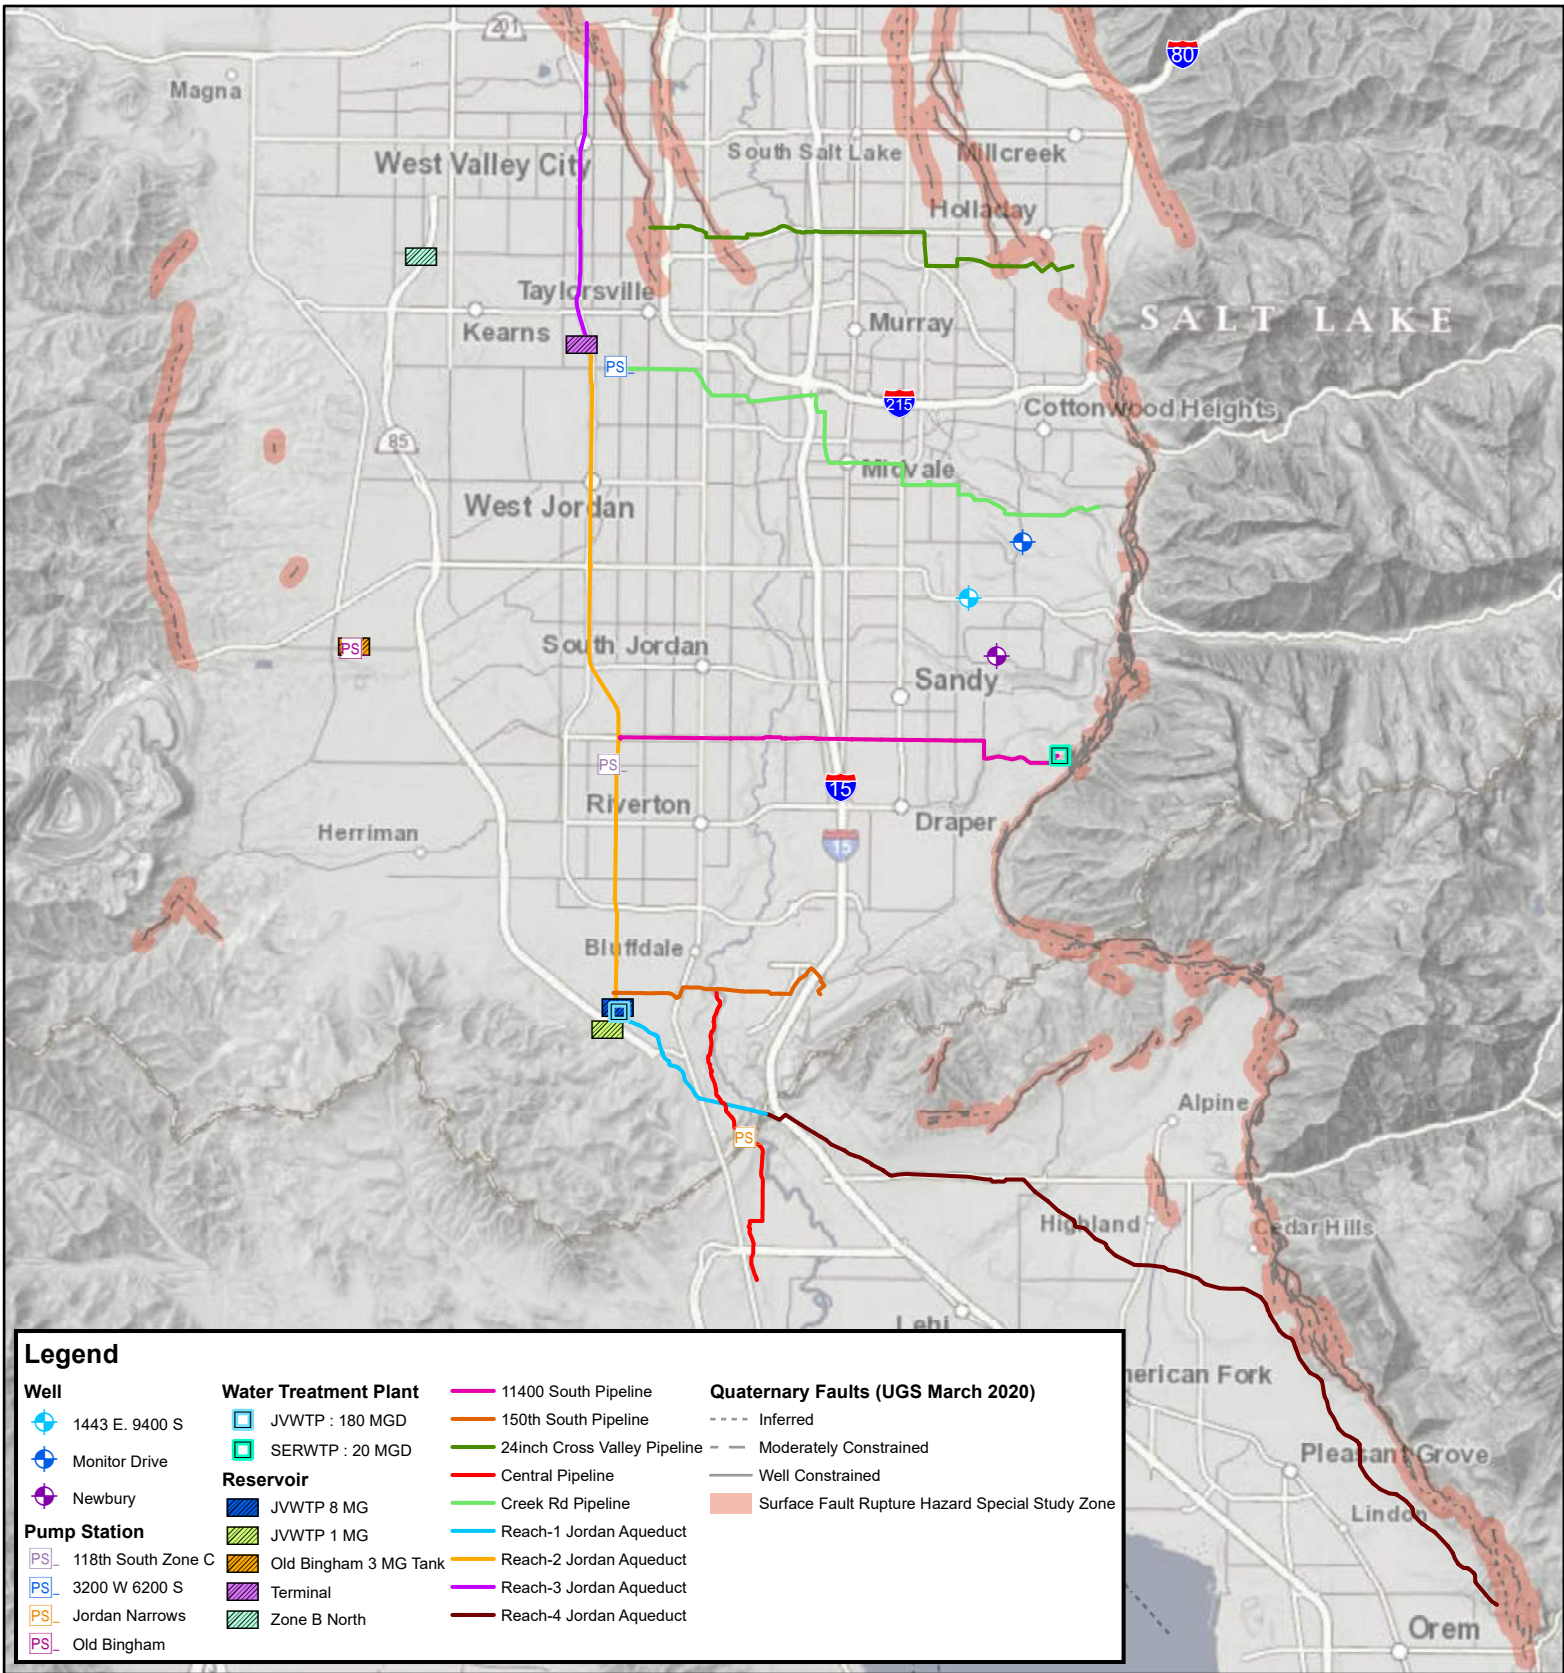 201
80
Magna
West Valley City
South Salt Lake
Millcreek
Holladay
Taylorsville
Kearns
Murray
SALT LAKE
PS_
215
Cottonwood Heights
85
Midvale
West Jordan
South Jordan
PS
Sandy
PS_
15
Riverton
Draper
Herriman
15
Bluffdale
Alpine
PS
Highland
Cedar Hills
Lehi
merican Fork
Pleasant Grove
Lindon
Orem
Legend
Well
1443 E. 9400 S
Monitor Drive
Newbury
Pump Station
PS_ 118th South Zone C
PS_ 3200 W 6200 S
PS_ Jordan Narrows
PS_ Old Bingham
Water Treatment Plant
JVWTP : 180 MGD
SERWTP : 20 MGD
Reservoir
JVWTP 8 MG
JVWTP 1 MG
Old Bingham 3 MG Tank
Terminal
Zone B North
11400 South Pipeline
150th South Pipeline
24inch Cross Valley Pipeline
Central Pipeline
Creek Rd Pipeline
Reach-1 Jordan Aqueduct
Reach-2 Jordan Aqueduct
Reach-3 Jordan Aqueduct
Reach-4 Jordan Aqueduct
Quaternary Faults (UGS March 2020)
Inferred
Moderately Constrained
Well Constrained
Surface Fault Rupture Hazard Special Study Zone